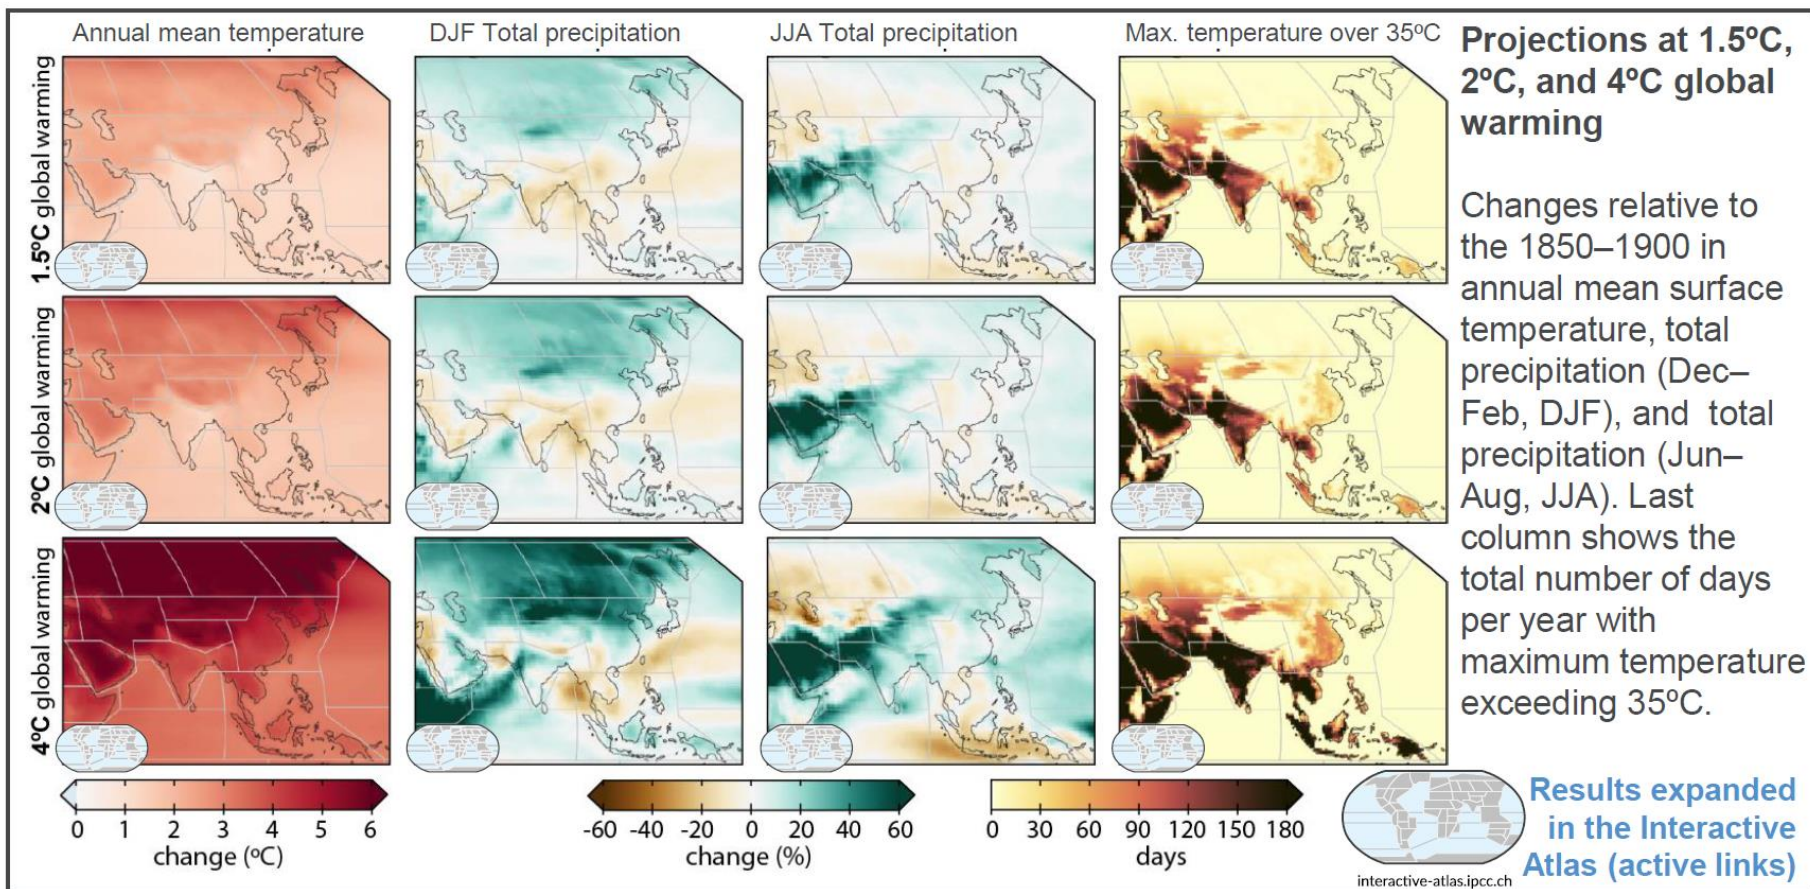 Annual mean temperature
DJF Total precipitation
JJA Total precipitation
Max. temperature over 35ºC
1.5ºC global warming
2ºC global warming
4ºC global warming
0 1 2 3 4 5 6
change (ºC)
-60 -40 -20 0 20 40 60
change (%)
0 30 60 90 120 150 180
days
Projections at 1.5ºC,
2ºC, and 4ºC global
warming
Changes relative to
the 1850–1900 in
annual mean surface
temperature, total
precipitation (Dec–
Feb, DJF), and total
precipitation (Jun–
Aug, JJA). Last
column shows the
total number of days
per year with
maximum temperature
exceeding 35ºC.
Results expanded
in the Interactive
Atlas (active links)
interactive-atlas.ipcc.ch